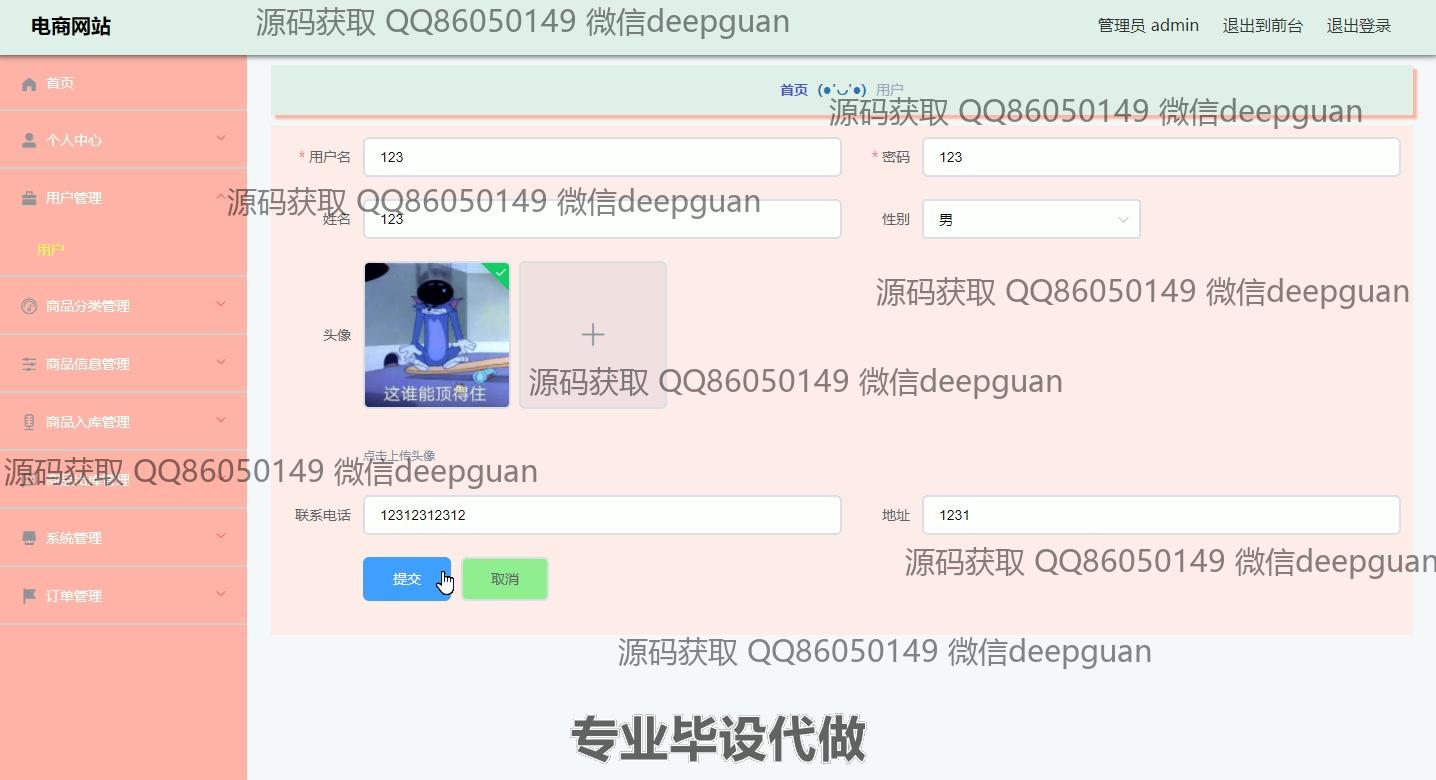 电商网站
源码获取 QQ86050149 微信deepguan
管理员 admin 退出到前台 退出登录
首页
首页 (●'◡'●) 用户
源码获取 QQ86050149 微信deepguan
个人中心
* 用户名 123 * 密码 123
用户管理
源码获取 QQ86050149 微信deepguan
姓名 123 性别 男
用户
源码获取 QQ86050149 微信deepguan
商品分类管理
头像
商品信息管理
这谁能顶得住
源码获取 QQ86050149 微信deepguan
商品入库管理
点击上传头像
源码获取 QQ86050149 微信deepguan
联系电话 12312312312 地址 1231
系统管理
源码获取 QQ86050149 微信deepguan
提交 取消
订单管理
源码获取 QQ86050149 微信deepguan
专业毕设代做